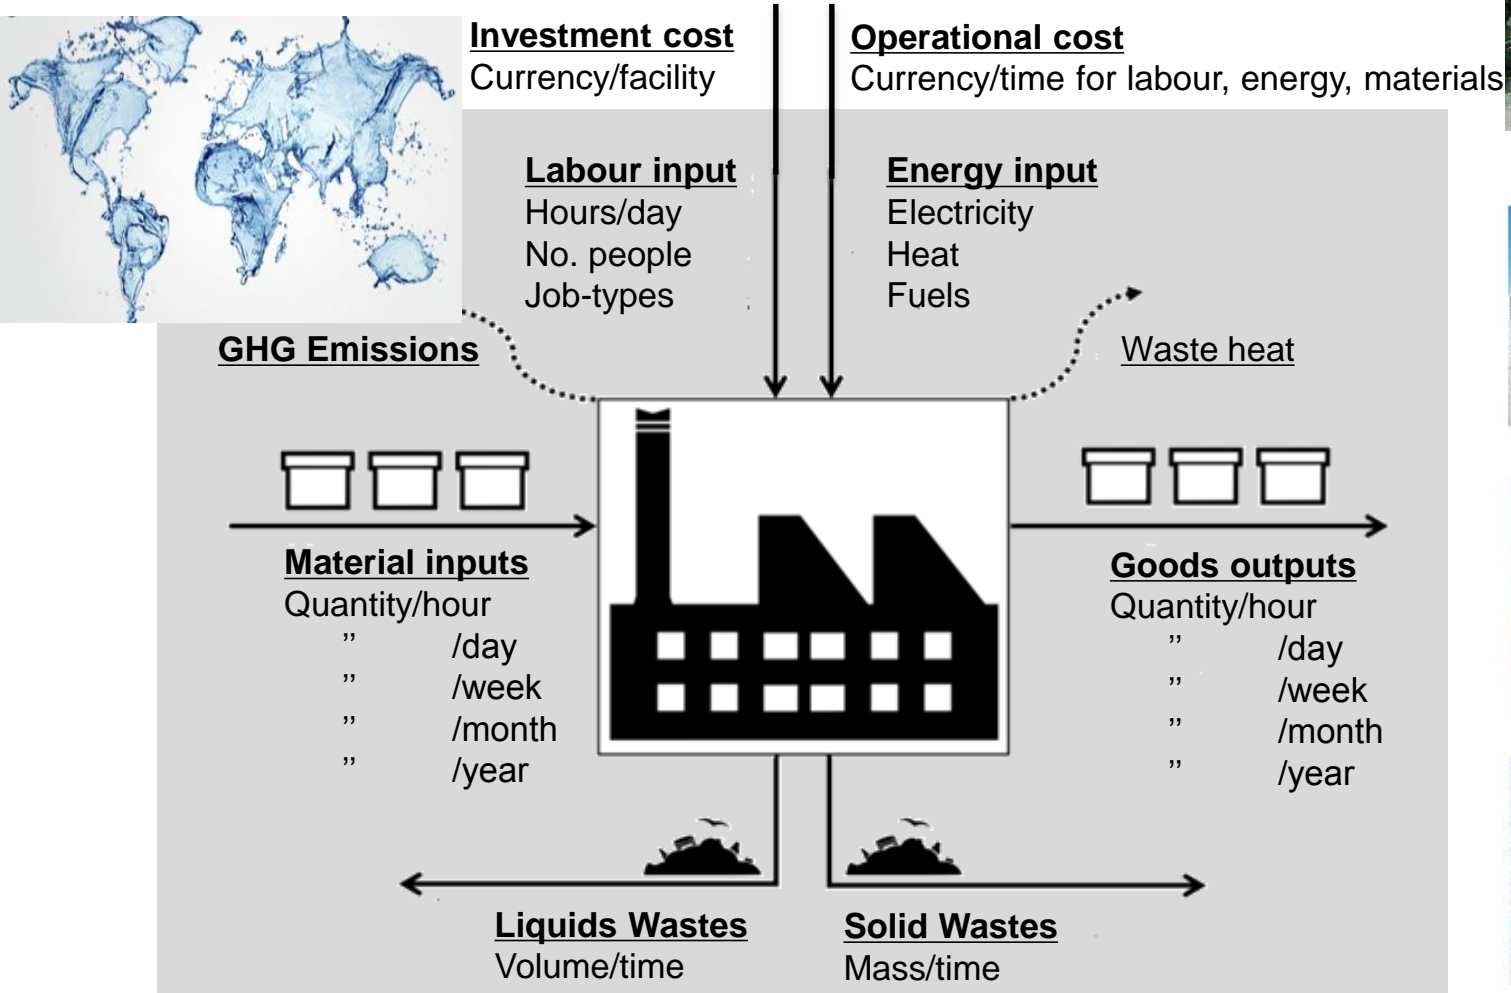 Investment cost
Currency/facility
Operational cost
Currency/time for labour, energy, materials
Labour input
Hours/day
No. people
Job-types
Energy input
Electricity
Heat
Fuels
GHG Emissions
Waste heat
Material inputs
Quantity/hour
” /day
” /week
” /month
” /year
Goods outputs
Quantity/hour
” /day
” /week
” /month
” /year
Liquids Wastes
Volume/time
Solid Wastes
Mass/time